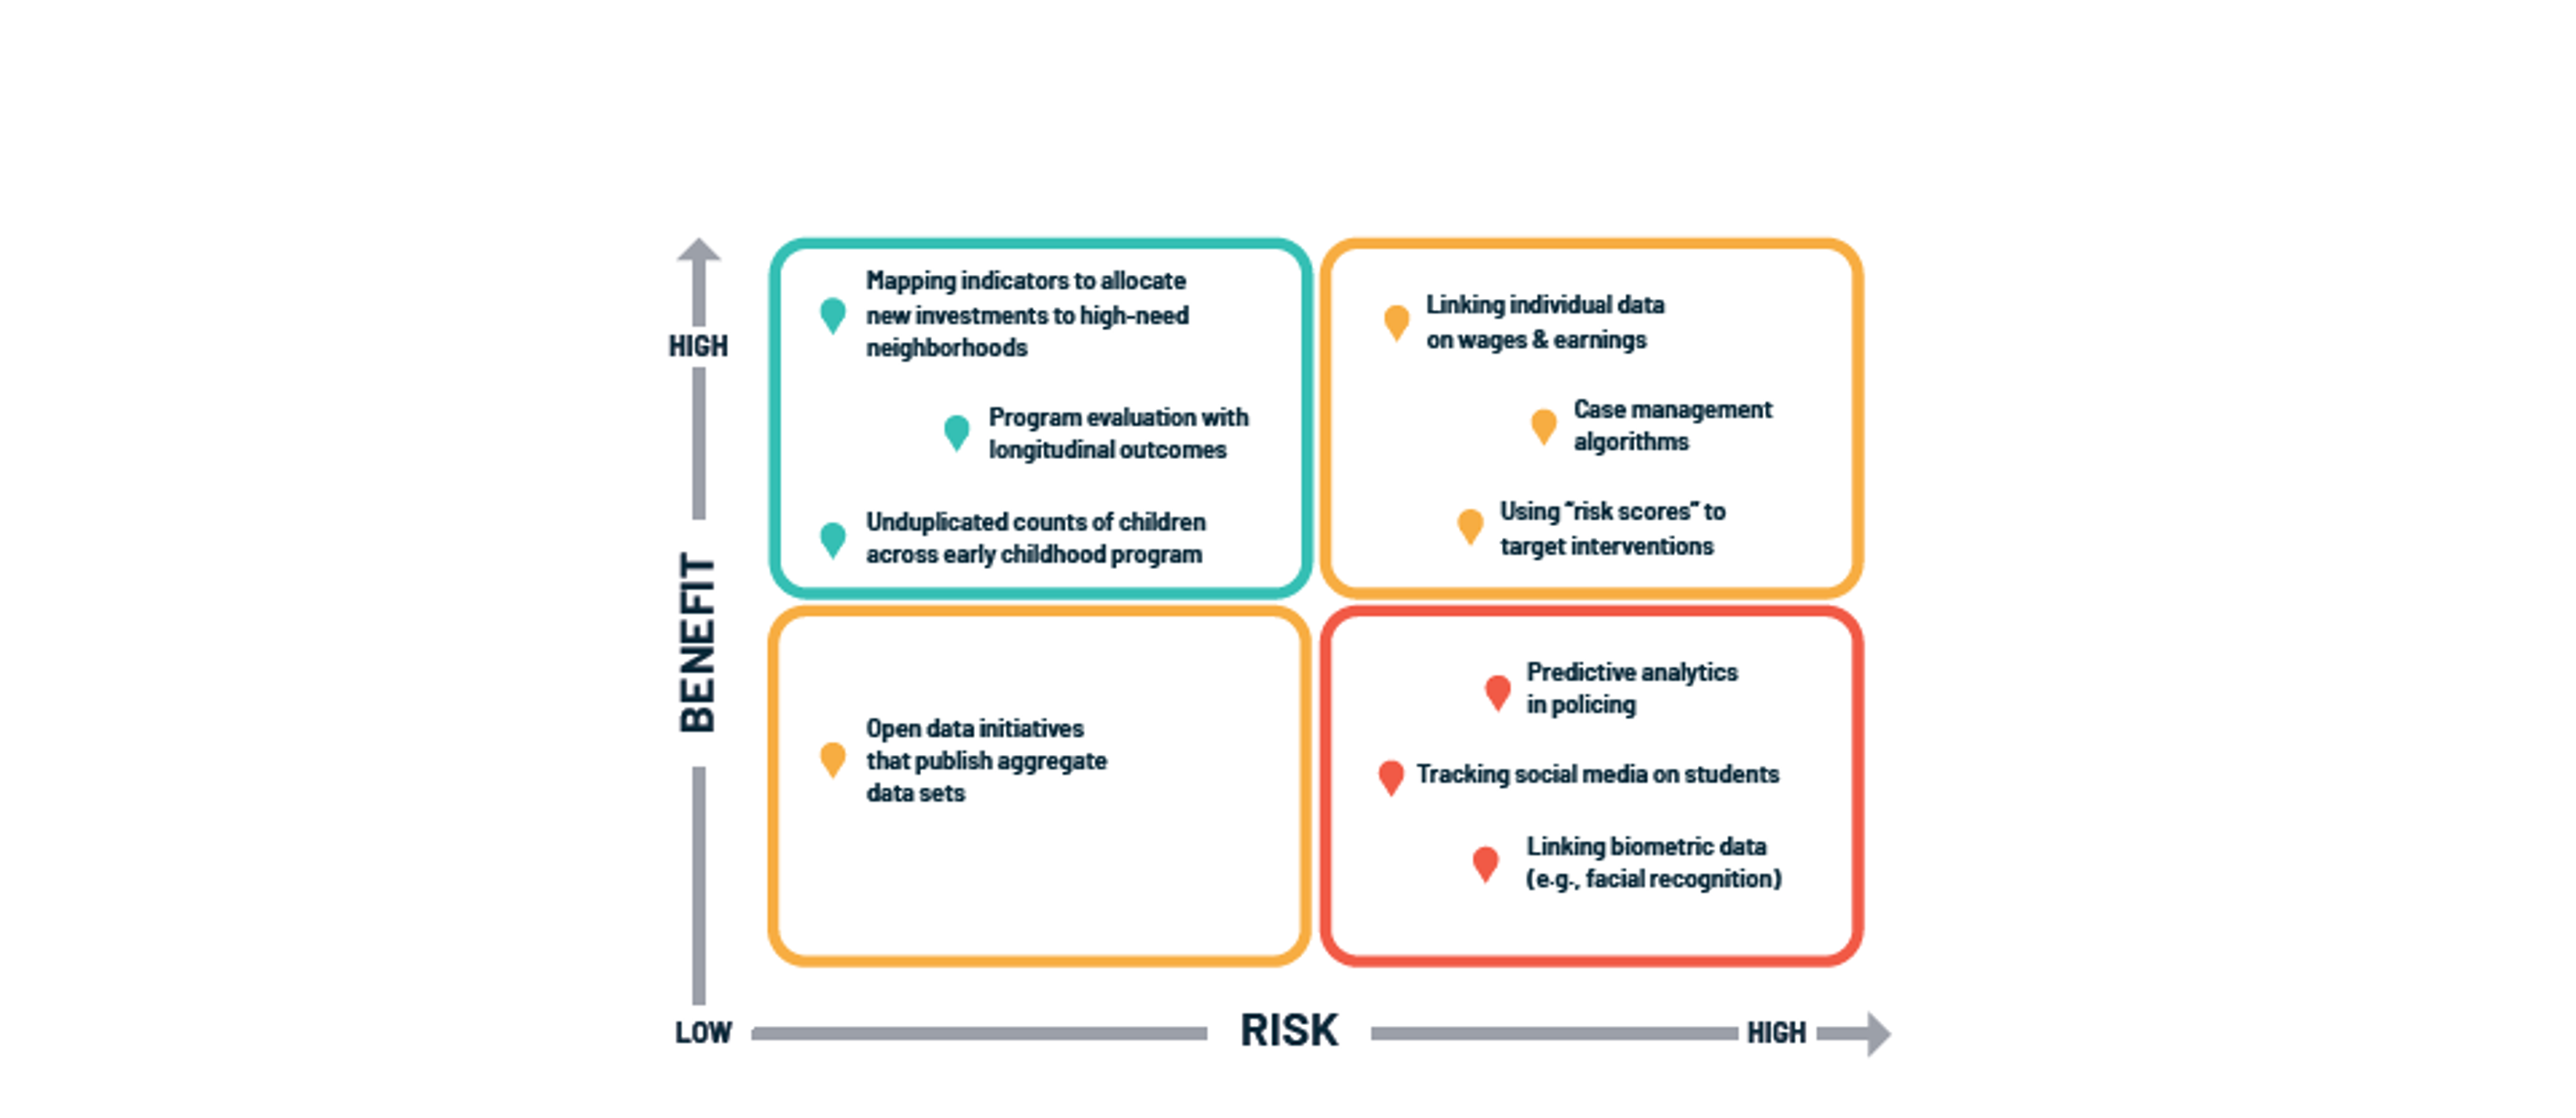 Mapping indicators to allocate
new investments to high-need
neighborhoods
Program evaluation with
longitudinal outcomes
Unduplicated counts of children
across early childhood program
Linking individual data
on wages & earnings
Case management
algorithms
Using “risk scores” to
target interventions
HIGH
BENEFIT
Open data initiatives
that publish aggregate
data sets
Predictive analytics
in policing
Tracking social media on students
Linking biometric data
(e.g., facial recognition)
LOW
RISK
HIGH